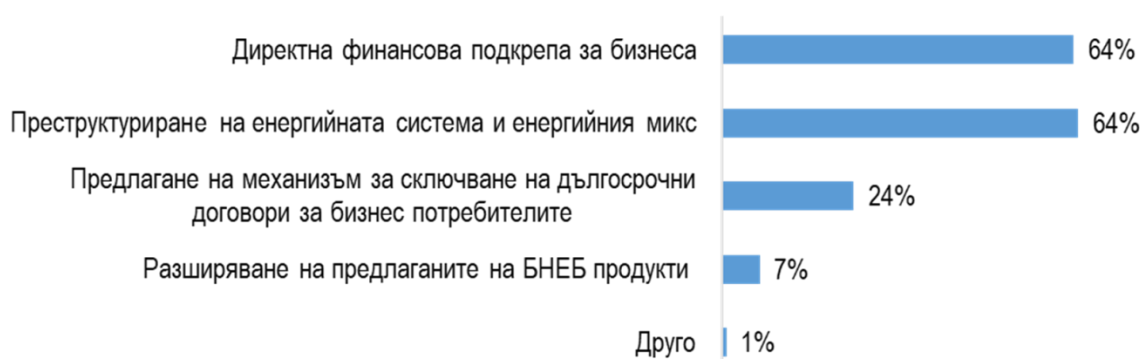 Директна финансова подкрепа за бизнеса 64%
Преструктуриране на енергийната система и енергийния микс 64%
Предлагане на механизъм за сключване на дългосрочни
договори за бизнес потребителите 24%
Разширяване на предлаганите на БНЕБ продукти 7%
Друго 1%